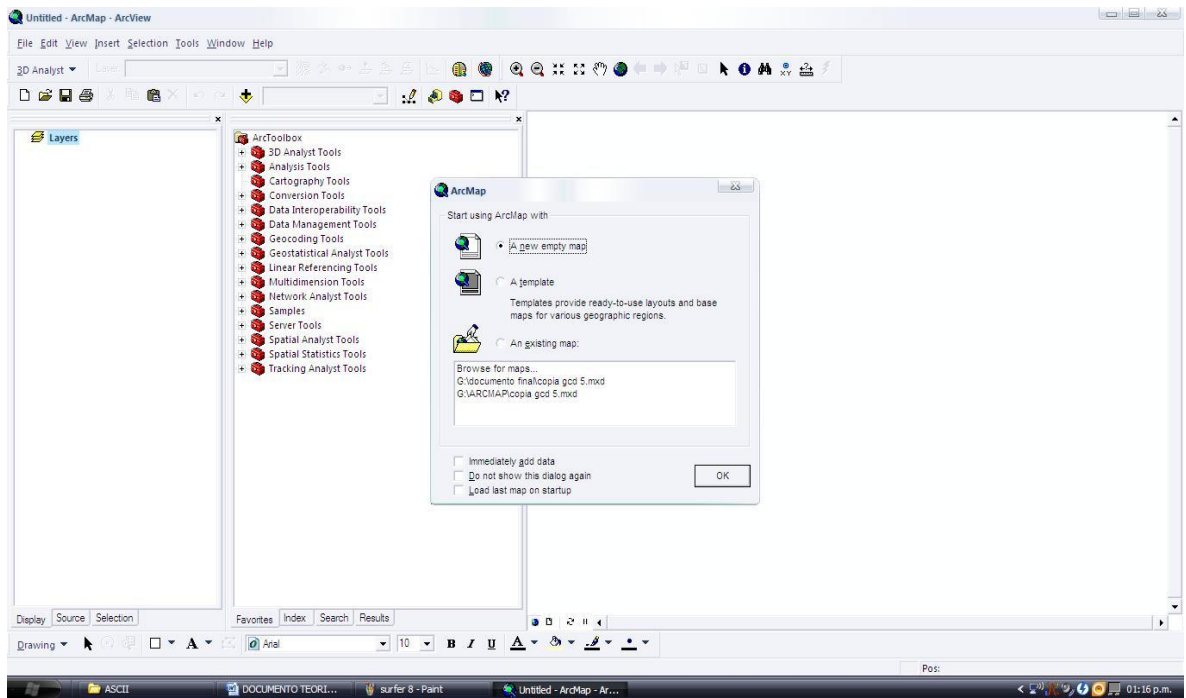 Untitled - ArcMap - ArcView
File Edit View Insert Selection Tools Window Help
3D Analyst Layer:
Layers
ArcToolbox
3D Analyst Tools
Analysis Tools
Cartography Tools
Conversion Tools
Data Interoperability Tools
Data Management Tools
Geocoding Tools
Geostatistical Analyst Tools
Linear Referencing Tools
Multidimension Tools
Network Analyst Tools
Samples
Server Tools
Spatial Analyst Tools
Spatial Statistics Tools
Tracking Analyst Tools
ArcMap
Start using ArcMap with
A new empty map
A template
Templates provide ready-to-use layouts and base
maps for various geographic regions.
An existing map:
Browse for maps...
G:\documento final\copia gcd 5.mxd
G:\ARCMAP\copia gcd 5.mxd
Immediately add data
Do not show this dialog again
Load last map on startup
OK
Display Source Selection
Favorites Index Search Results
Drawing A Arial 10 B I U A
Pos:
ASCII DOCUMENTO TEORI... surfer 8 - Paint Untitled - ArcMap - Ar... 01:16 p.m.